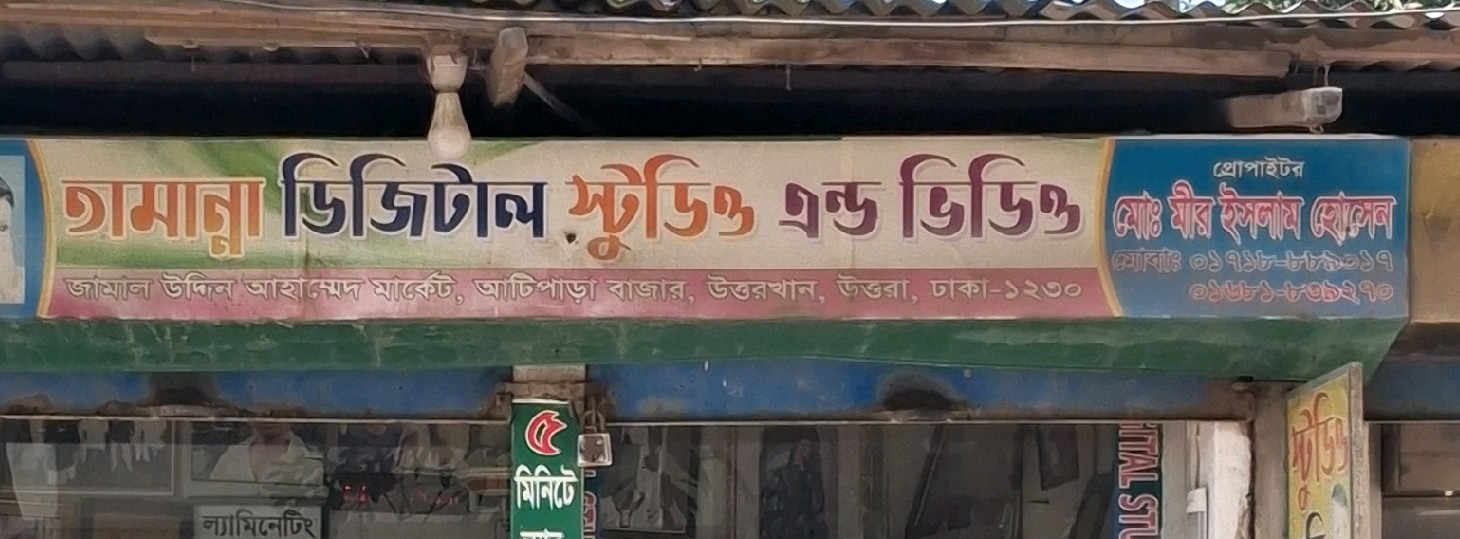 তামান্না ডিজিটাল স্টুডিও এন্ড ভিডিও
জামাল উদ্দিন আহাম্মেদ মার্কেট, আটিপাড়া বাজার, উত্তরখান, উত্তরা, ঢাকা-১২৩০
প্রোপাইটর
মোঃ মীর ইসলাম হোসেন
মোবাঃ ০১৭১৮-৮৮৯৩১৭
০১৬৮১-৮৩৯২৭০
৫
মিনিটে
ল্যামিনেটিং
স্টুডিও